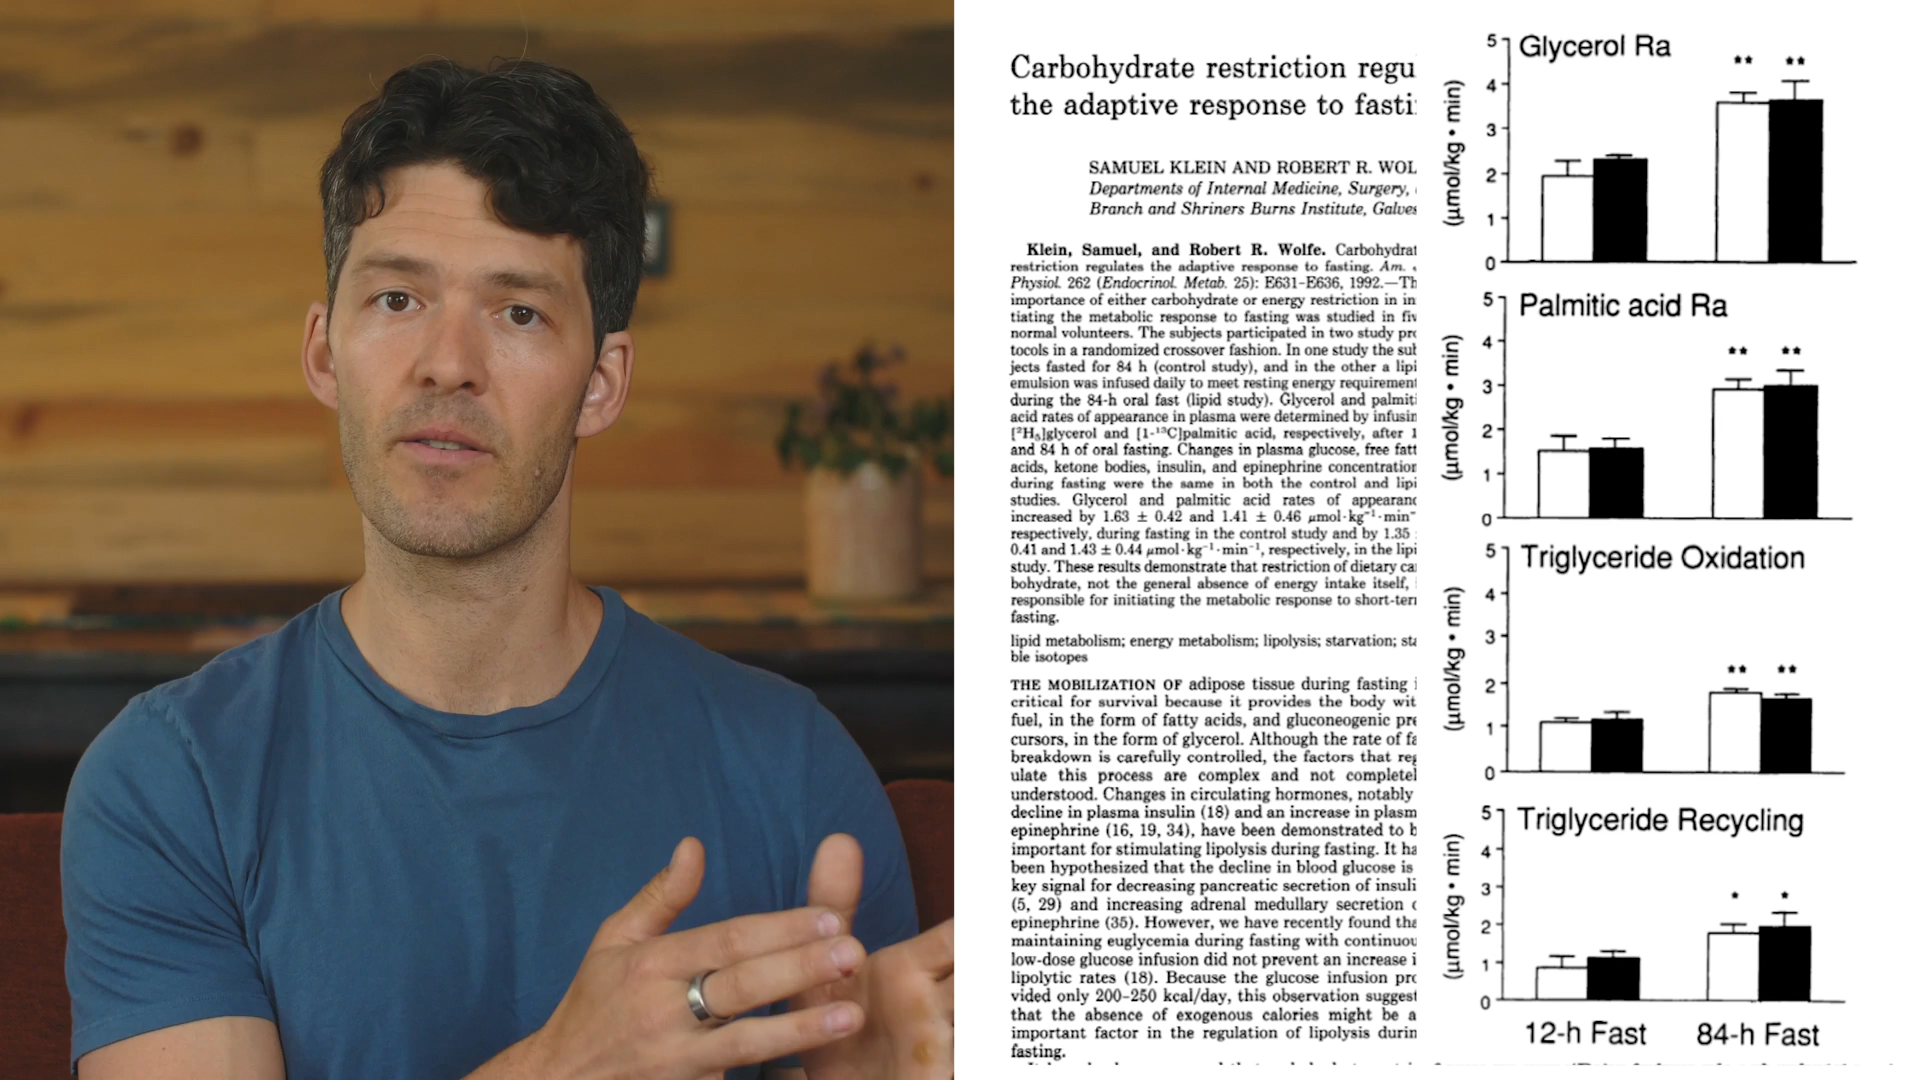 Carbohydrate restriction regu
the adaptive response to fasti
SAMUEL KLEIN AND ROBERT R. WOL
Departments of Internal Medicine, Surgery,
Branch and Shriners Burns Institute, Galves
Klein, Samuel, and Robert R. Wolfe. Carbohydrat
restriction regulates the adaptive response to fasting. Am.
Physiol. 262 (Endocrinol. Metab. 25): E631–E636, 1992.—Th
importance of either carbohydrate or energy restriction in in
tiating the metabolic response to fasting was studied in fiv
normal volunteers. The subjects participated in two study pro
tocols in a randomized crossover fashion. In one study the sub
jects fasted for 84 h (control study), and in the other a lipi
emulsion was infused daily to meet resting energy requirement
during the 84-h oral fast (lipid study). Glycerol and palmiti
acid rates of appearance in plasma were determined by infusin
[²H₅]glycerol and [1-¹³C]palmitic acid, respectively, after 1
and 84 h of oral fasting. Changes in plasma glucose, free fatt
acids, ketone bodies, insulin, and epinephrine concentration
during fasting were the same in both the control and lipi
studies. Glycerol and palmitic acid rates of appearanc
increased by 1.63 ± 0.42 and 1.41 ± 0.46 μmol·kg⁻¹·min⁻
respectively, during fasting in the control study and by 1.35
0.41 and 1.43 ± 0.44 μmol·kg⁻¹·min⁻¹, respectively, in the lipi
study. These results demonstrate that restriction of dietary ca
bohydrate, not the general absence of energy intake itself,
responsible for initiating the metabolic response to short-ter
fasting.
lipid metabolism; energy metabolism; lipolysis; starvation; sta
ble isotopes
THE MOBILIZATION OF adipose tissue during fasting i
critical for survival because it provides the body wit
fuel, in the form of fatty acids, and gluconeogenic pre
cursors, in the form of glycerol. Although the rate of fa
breakdown is carefully controlled, the factors that reg
ulate this process are complex and not completel
understood. Changes in circulating hormones, notably
decline in plasma insulin (18) and an increase in plasm
epinephrine (16, 19, 34), have been demonstrated to b
important for stimulating lipolysis during fasting. It ha
been hypothesized that the decline in blood glucose is
key signal for decreasing pancreatic secretion of insuli
(5, 29) and increasing adrenal medullary secretion o
epinephrine (35). However, we have recently found tha
maintaining euglycemia during fasting with continuou
low-dose glucose infusion did not prevent an increase i
lipolytic rates (18). Because the glucose infusion pro
vided only 200–250 kcal/day, this observation suggest
that the absence of exogenous calories might be a
important factor in the regulation of lipolysis durin
fasting.
Glycerol Ra
(μmol/kg • min)
5
4
3
2
1
0
** **
Palmitic acid Ra
(μmol/kg • min)
5
4
3
2
1
0
** **
Triglyceride Oxidation
(μmol/kg • min)
5
4
3
2
1
0
** **
Triglyceride Recycling
(μmol/kg • min)
5
4
3
2
1
0
* *
12-h Fast 84-h Fast